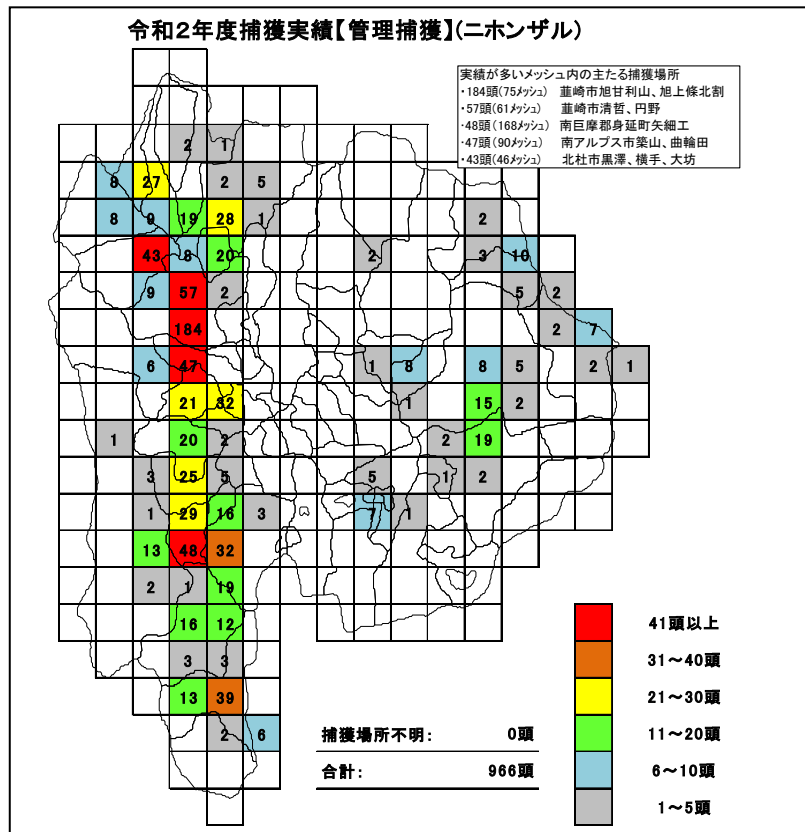 令和2年度捕獲実績【管理捕獲】(ニホンザル)
実績が多いメッシュ内の主たる捕獲場所
・184頭(75メッシュ) 韮崎市旭甘利山、旭上條北割
・57頭(61メッシュ) 韮崎市清哲、円野
・48頭(168メッシュ) 南巨摩郡身延町矢細工
・47頭(90メッシュ) 南アルプス市築山、曲輪田
・43頭(46メッシュ) 北杜市黒澤、横手、大坊
2 1
8 27 2 5
8 9 19 28 1 2
43 8 20 2 3 10
9 57 2 5 2
184 2 7
6 47 1 8 8 5 2 1
21 32 1 15 2
1 20 2 2 19
3 25 5 5 1 2
1 29 16 3 7 1
13 48 32
2 1 19
16 12
3 3
13 39
2 6
41頭以上
31～40頭
21～30頭
11～20頭
6～10頭
1～5頭
捕獲場所不明: 0頭
合計: 966頭